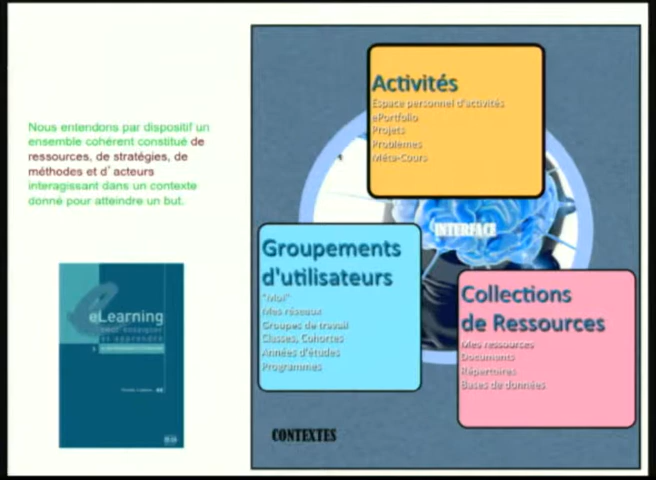 Nous entendons par dispositif un
ensemble cohérent constitué de
ressources, de stratégies, de
méthodes et d' acteurs
interagissant dans un contexte
donné pour atteindre un but.
eLearning
pour enseigner
et apprendre
Activités
Espace personnel d'activités
ePortfolio
Projets
Problèmes
Méta-Cours
INTERFACE
Groupements
d'utilisateurs
"Moi"
Mes réseaux
Groupes de travail
Classes, Cohortes
Années d'études
Programmes
Collections
de Ressources
Mes ressources
Documents
Répertoires
Bases de données
CONTEXTES